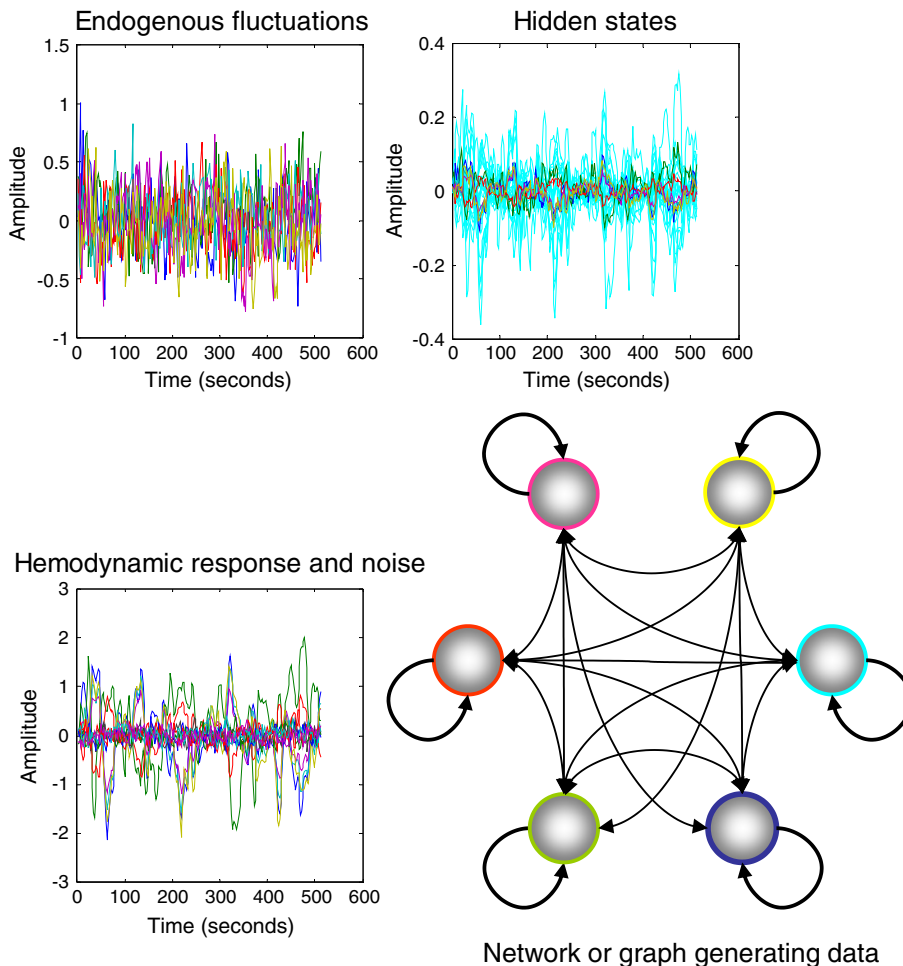 Endogenous fluctuations
1.5
1
0.5
0
-0.5
-1
Amplitude
0 100 200 300 400 500 600
Time (seconds)
Hidden states
0.4
0.2
0
-0.2
-0.4
Amplitude
0 100 200 300 400 500 600
Time (seconds)
Hemodynamic response and noise
3
2
1
0
-1
-2
-3
Amplitude
0 100 200 300 400 500 600
Time (seconds)
Network or graph generating data